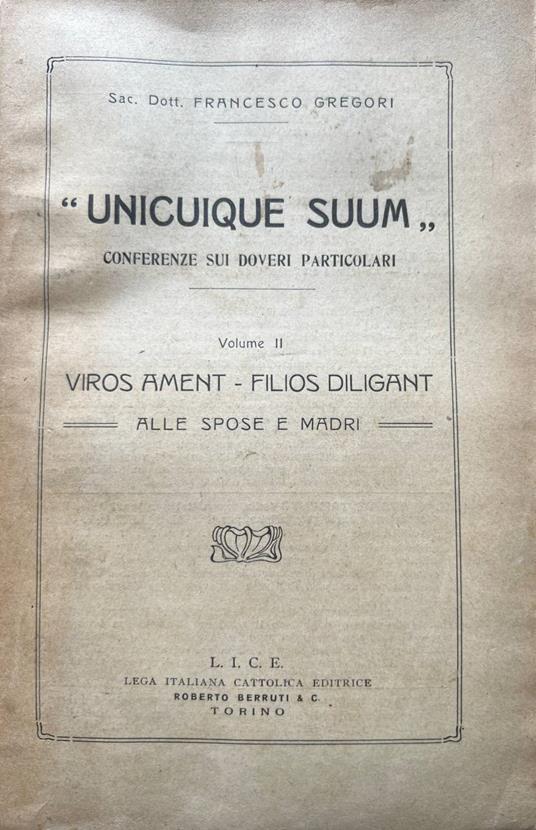 Sac. Dott. FRANCESCO GREGORI
“ UNICUIQUE SUUM „
CONFERENZE SUI DOVERI PARTICOLARI
Volume II
VIROS AMENT - FILIOS DILIGANT
ALLE SPOSE E MADRI
L. I. C. E.
LEGA ITALIANA CATTOLICA EDITRICE
ROBERTO BERRUTI & C.
TORINO